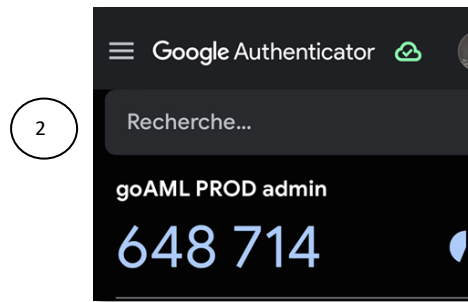 Google Authenticator
2
Recherche...
goAML PROD admin
648 714